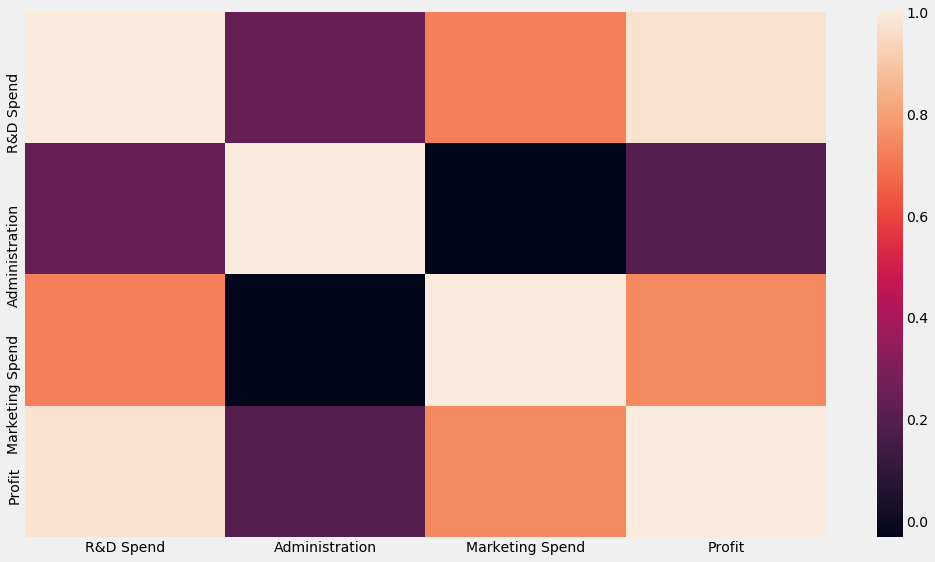 R&D Spend
Administration
Marketing Spend
Profit
R&D Spend
Administration
Marketing Spend
Profit
1.0
0.8
0.6
0.4
0.2
0.0